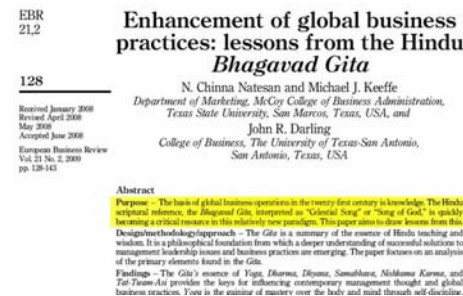 EBR
21,2
128
Received January 2008
Revised April 2008
May 2008
Accepted June 2008
European Business Review
Vol. 21 No. 2, 2009
pp. 128-143
Enhancement of global business
practices: lessons from the Hindu
Bhagavad Gita
N. Chinna Natesan and Michael J. Keeffe
Department of Marketing, McCoy College of Business Administration,
Texas State University, San Marcos, Texas, USA, and
John R. Darling
College of Business, The University of Texas-San Antonio,
San Antonio, Texas, USA
Abstract
Purpose – The basis of global business operations in the twenty-first century is knowledge. The Hindu
scriptural reference, the Bhagavad Gita, interpreted as “Celestial Song” or “Song of God,” is quickly
becoming a critical resource in this relatively new paradigm. This paper aims to draw lessons from this.
Design/methodology/approach – The Gita is a summary of the essence of Hindu teaching and
wisdom. It is a philosophical foundation from which a deeper understanding of successful solutions to
management leadership issues and business practices are emerging. The paper focuses on an analysis
of the primary elements found in the Gita.
Findings – The Gita's essence of Yoga, Dharma, Dhyana, Samabhava, Nishkama Karma, and
Tat-Twam-Asi provides the keys for influencing contemporary management thought and global
business practices. Yoga is the gaining of mastery over the body and mind through self-discipline.